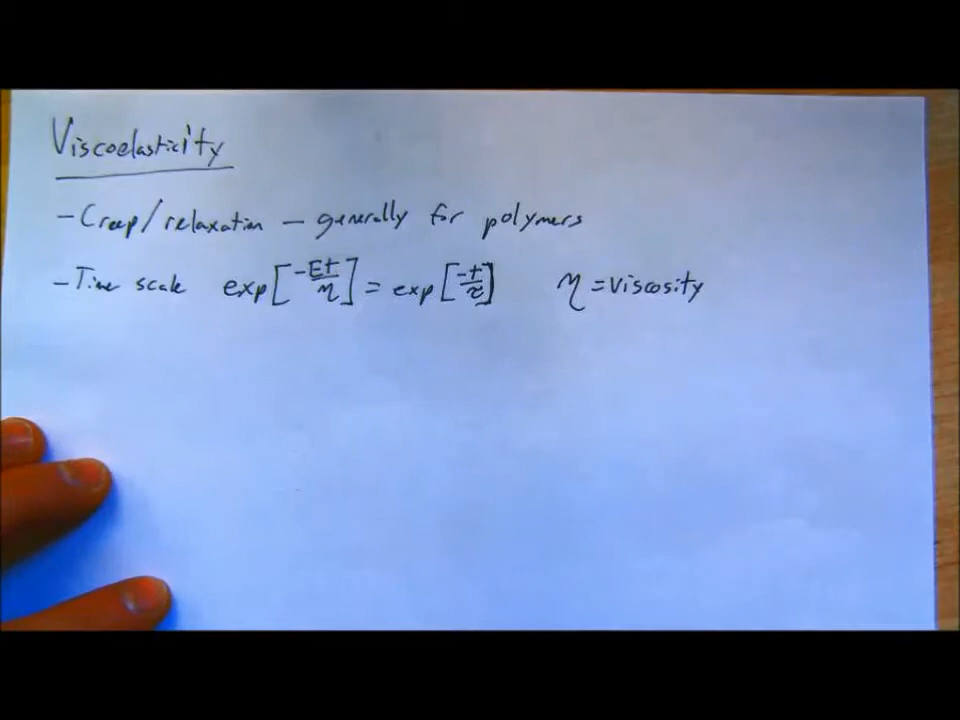 Viscoelasticity
- Creep/relaxation - generally for polymers
- Time scale exp[-Et/η] = exp[-t/τ] η = viscosity